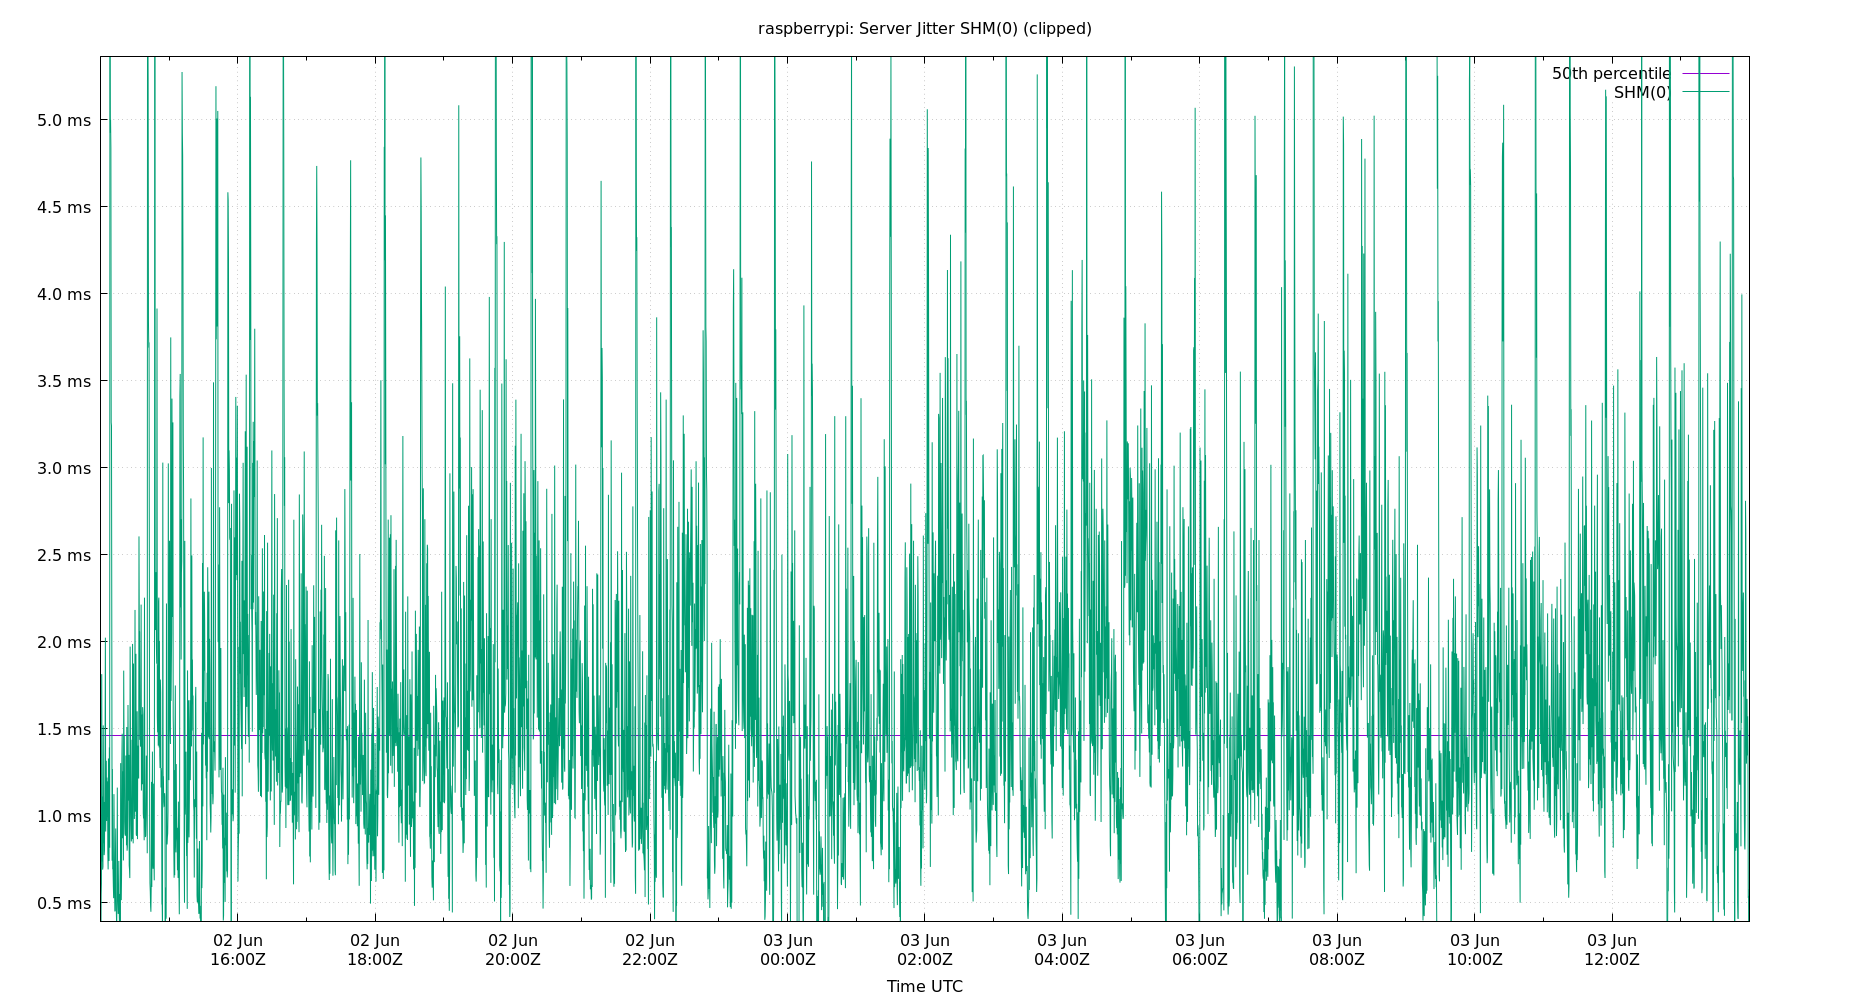 raspberrypi: Server Jitter SHM(0) (clipped)
50th percentile
SHM(0)
5.0 ms
4.5 ms
4.0 ms
3.5 ms
3.0 ms
2.5 ms
2.0 ms
1.5 ms
1.0 ms
0.5 ms
02 Jun 02 Jun 02 Jun 02 Jun 03 Jun 03 Jun 03 Jun 03 Jun 03 Jun 03 Jun 03 Jun
16:00Z 18:00Z 20:00Z 22:00Z 00:00Z 02:00Z 04:00Z 06:00Z 08:00Z 10:00Z 12:00Z
Time UTC